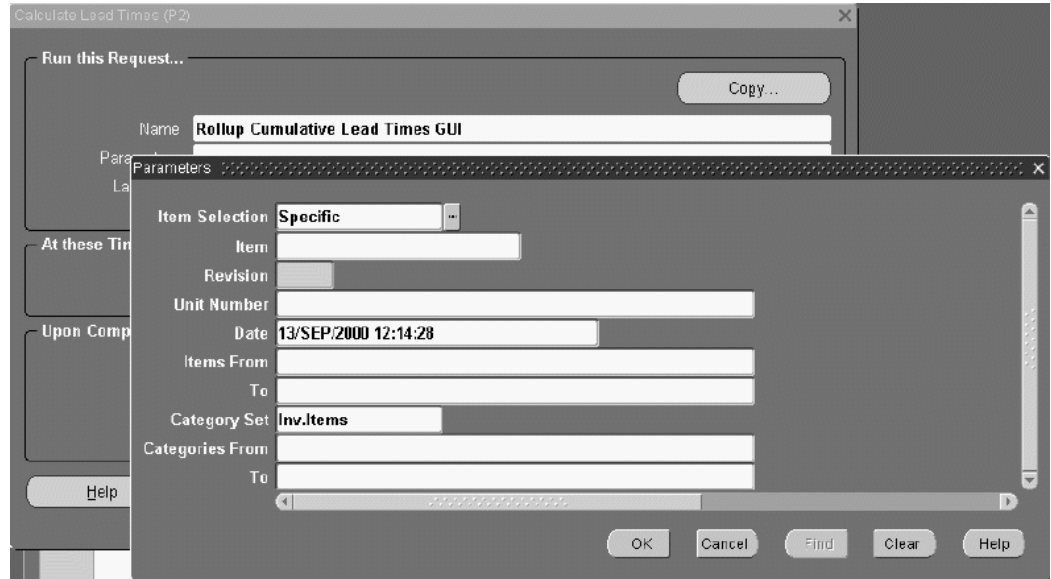 Calculate Lead Times (P2)
Run this Request...
Copy...
Name Rollup Cumulative Lead Times GUI
Para
La
Parameters
Item Selection Specific ...
Item
Revision
Unit Number
At these Tim
Date 13/SEP/2000 12:14:28
Upon Comp
Items From
To
Category Set Inv.Items
Categories From
To
Help
OK Cancel Find Clear Help